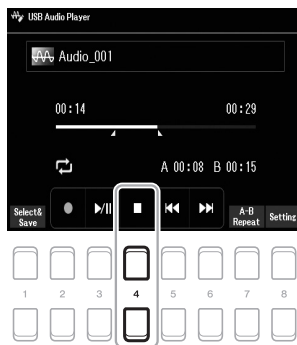 USB Audio Player
Audio_001
00:14 00:29
A 00:08 B 00:15
Select& Save
A-B Repeat
Setting
1 2 3 4 5 6 7 8